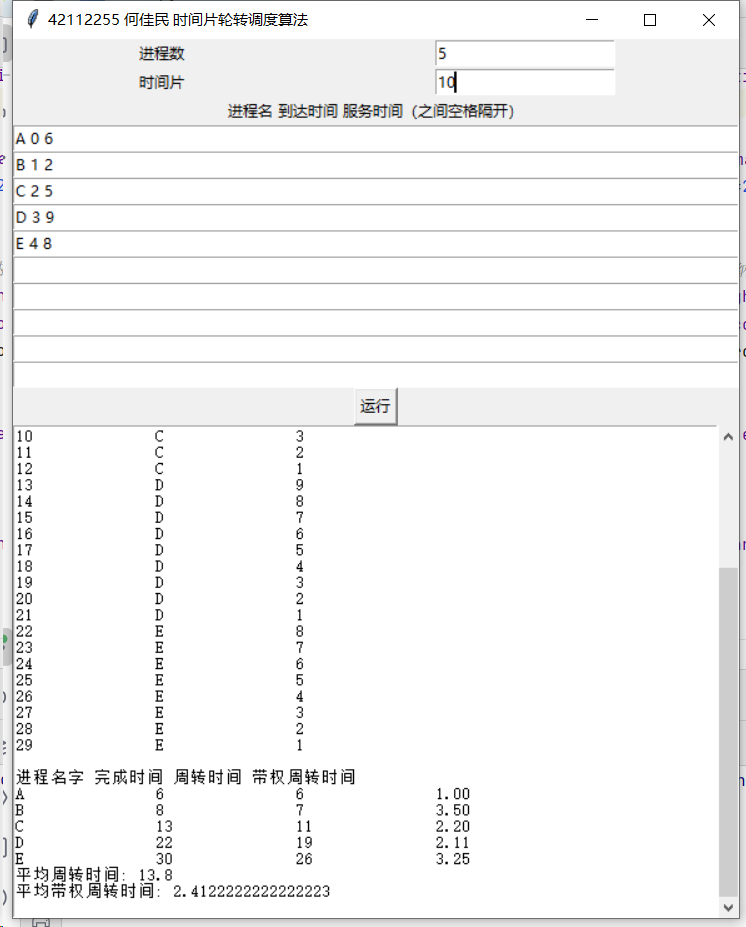 42112255 何佳民 时间片轮转调度算法
进程数 5
时间片 10
进程名 到达时间 服务时间（之间空格隔开）
A 0 6
B 1 2
C 2 5
D 3 9
E 4 8
运行
10 C 3
11 C 2
12 C 1
13 D 9
14 D 8
15 D 7
16 D 6
17 D 5
18 D 4
19 D 3
20 D 2
21 D 1
22 E 8
23 E 7
24 E 6
25 E 5
26 E 4
27 E 3
28 E 2
29 E 1
进程名字 完成时间 周转时间 带权周转时间
A 6 6 1.00
B 8 7 3.50
C 13 11 2.20
D 22 19 2.11
E 30 26 3.25
平均周转时间: 13.8
平均带权周转时间: 2.4122222222222223